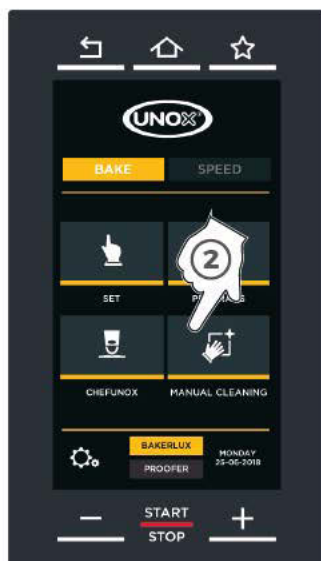 UNOX
BAKE SPEED
2
SET
CHEFUNOX MANUAL CLEANING
BAKERLUX
PROOFER
MONDAY
25-06-2018
START
STOP